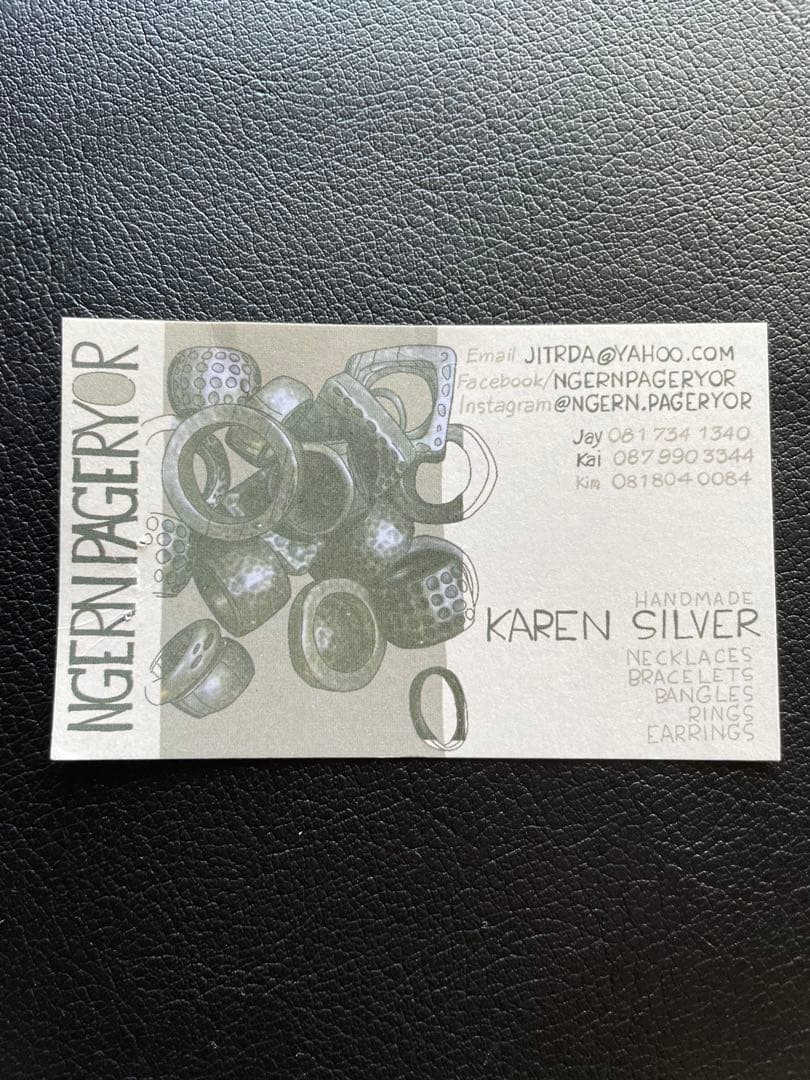 NGERN PAGERYOR
Email JITRDA@YAHOO.COM
Facebook/NGERNPAGERYOR
Instagram@NGERN.PAGERYOR
Jay 081 734 1340
Kai 087 990 3344
Kim 081 804 0084
HANDMADE
KAREN SILVER
NECKLACES
BRACELETS
BANGLES
RINGS
EARRINGS